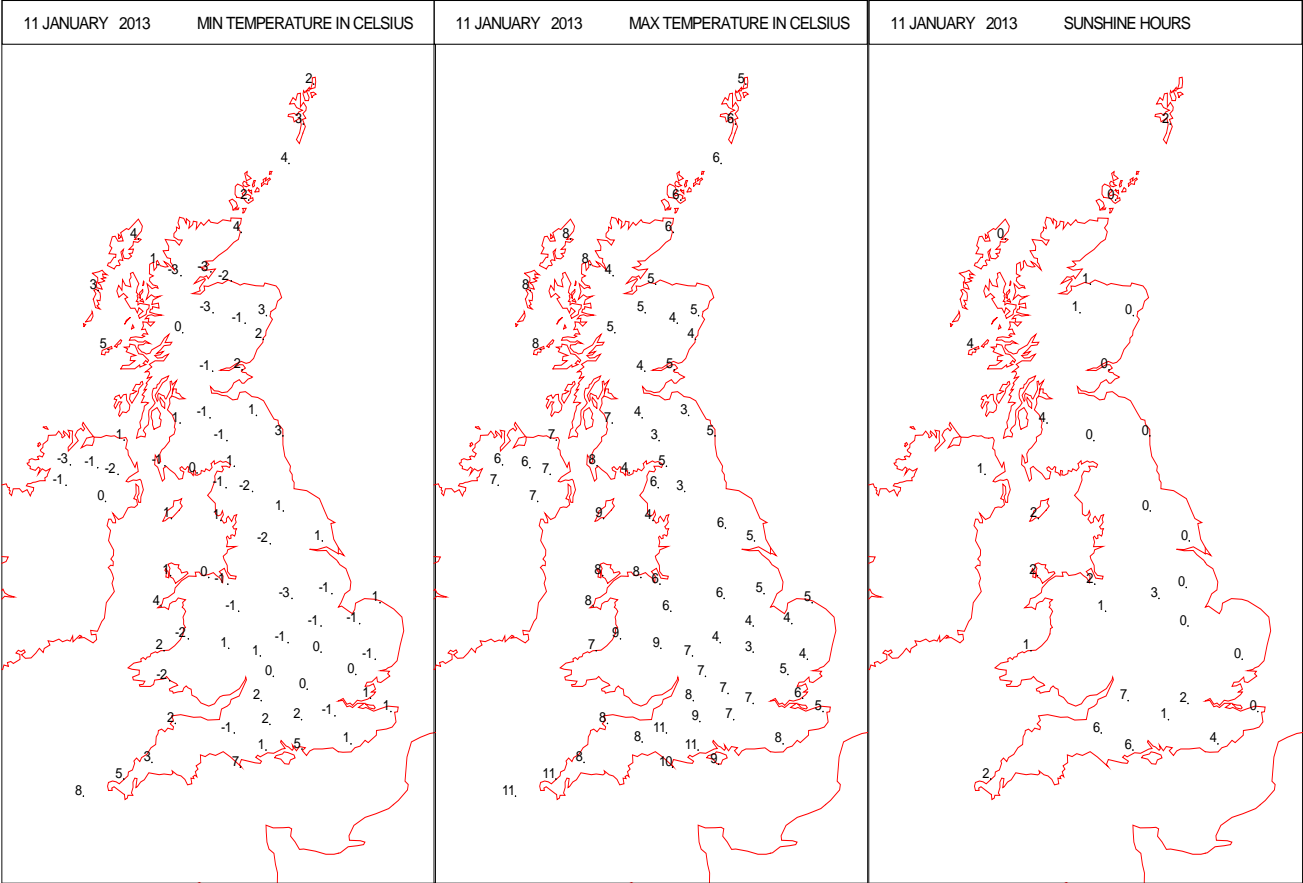 11 JANUARY 2013 MIN TEMPERATURE IN CELSIUS
2
3
4
2
4
4
1 -3 -3
-2
3
-3 -1 3
0 2
5
-1 2
1 -1 1
1 -1 3
-3 -1 -2 -1 0 1
-1 -1 -2
0
1 1 1
-2 1
1 0 -1
-3 -1
4 -1 1
-1 -1
-2 -1
2 1 1 0
-1
-2 0 0
0
2 1
2 2 2 -1 1
-1
1 5 1
3 7
5
8
11 JANUARY 2013 MAX TEMPERATURE IN CELSIUS
5
6
6
6
6
8
8 4
5
8
5 4 5
5 4
8
4 5
7 4 3
7 3 5
6 6 7 8 4 5
7 6 3
7
9 4 6
5
8 8 6
6 5
8 6 5
4 4
9 4
7 9 7 3 4
7 5
8 7 7 6
8 9 7 5
11
8 11 8
8 10 9
11
11
11 JANUARY 2013 SUNSHINE HOURS
2
0
0
1
1 0
4
0
4
0 0
1
0
2
0
2 2
3 0
1
0
1 0
7 2
1 0
6
6 4
2